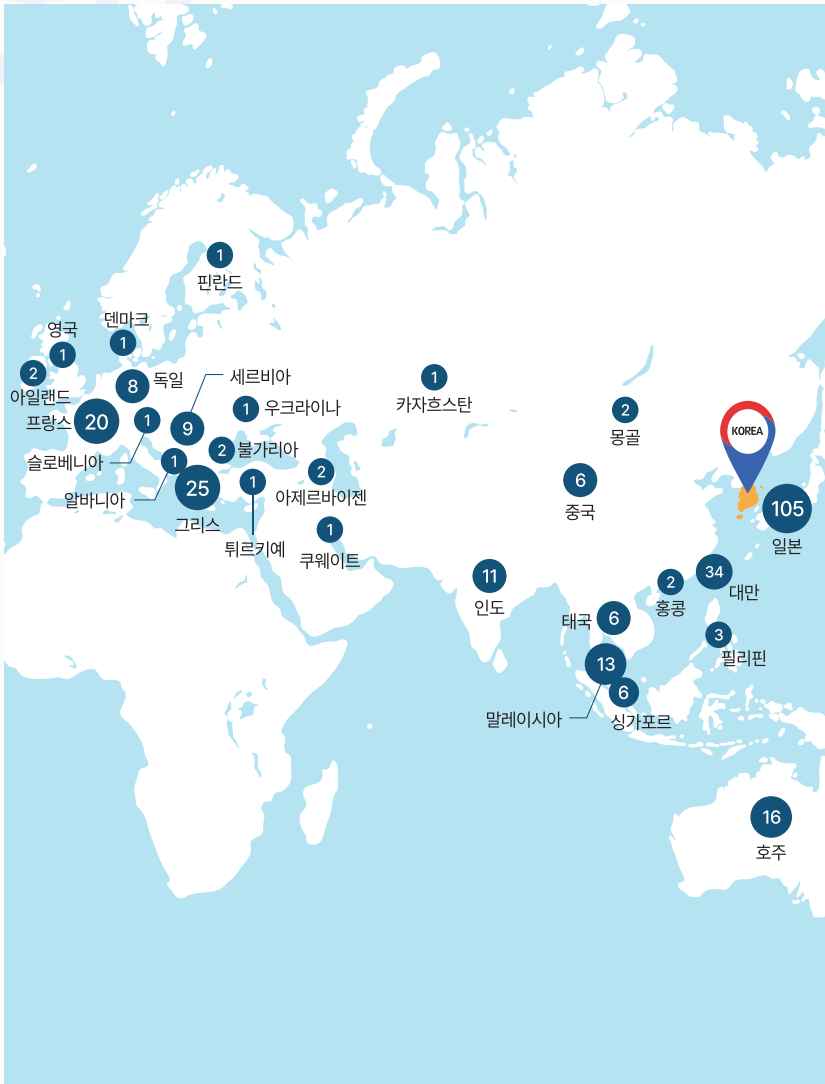 1
핀란드
덴마크
1
영국
1
2
아일랜드
8
독일
세르비아
프랑스
20
1
9
1
우크라이나
1
카자흐스탄
2
몽골
KOREA
슬로베니아
1
2
불가리아
알바니아
25
그리스
1
튀르키예
2
아제르바이젠
1
쿠웨이트
6
중국
105
일본
11
인도
2
홍콩
34
대만
태국
6
3
필리핀
13
말레이시아
6
싱가포르
16
호주